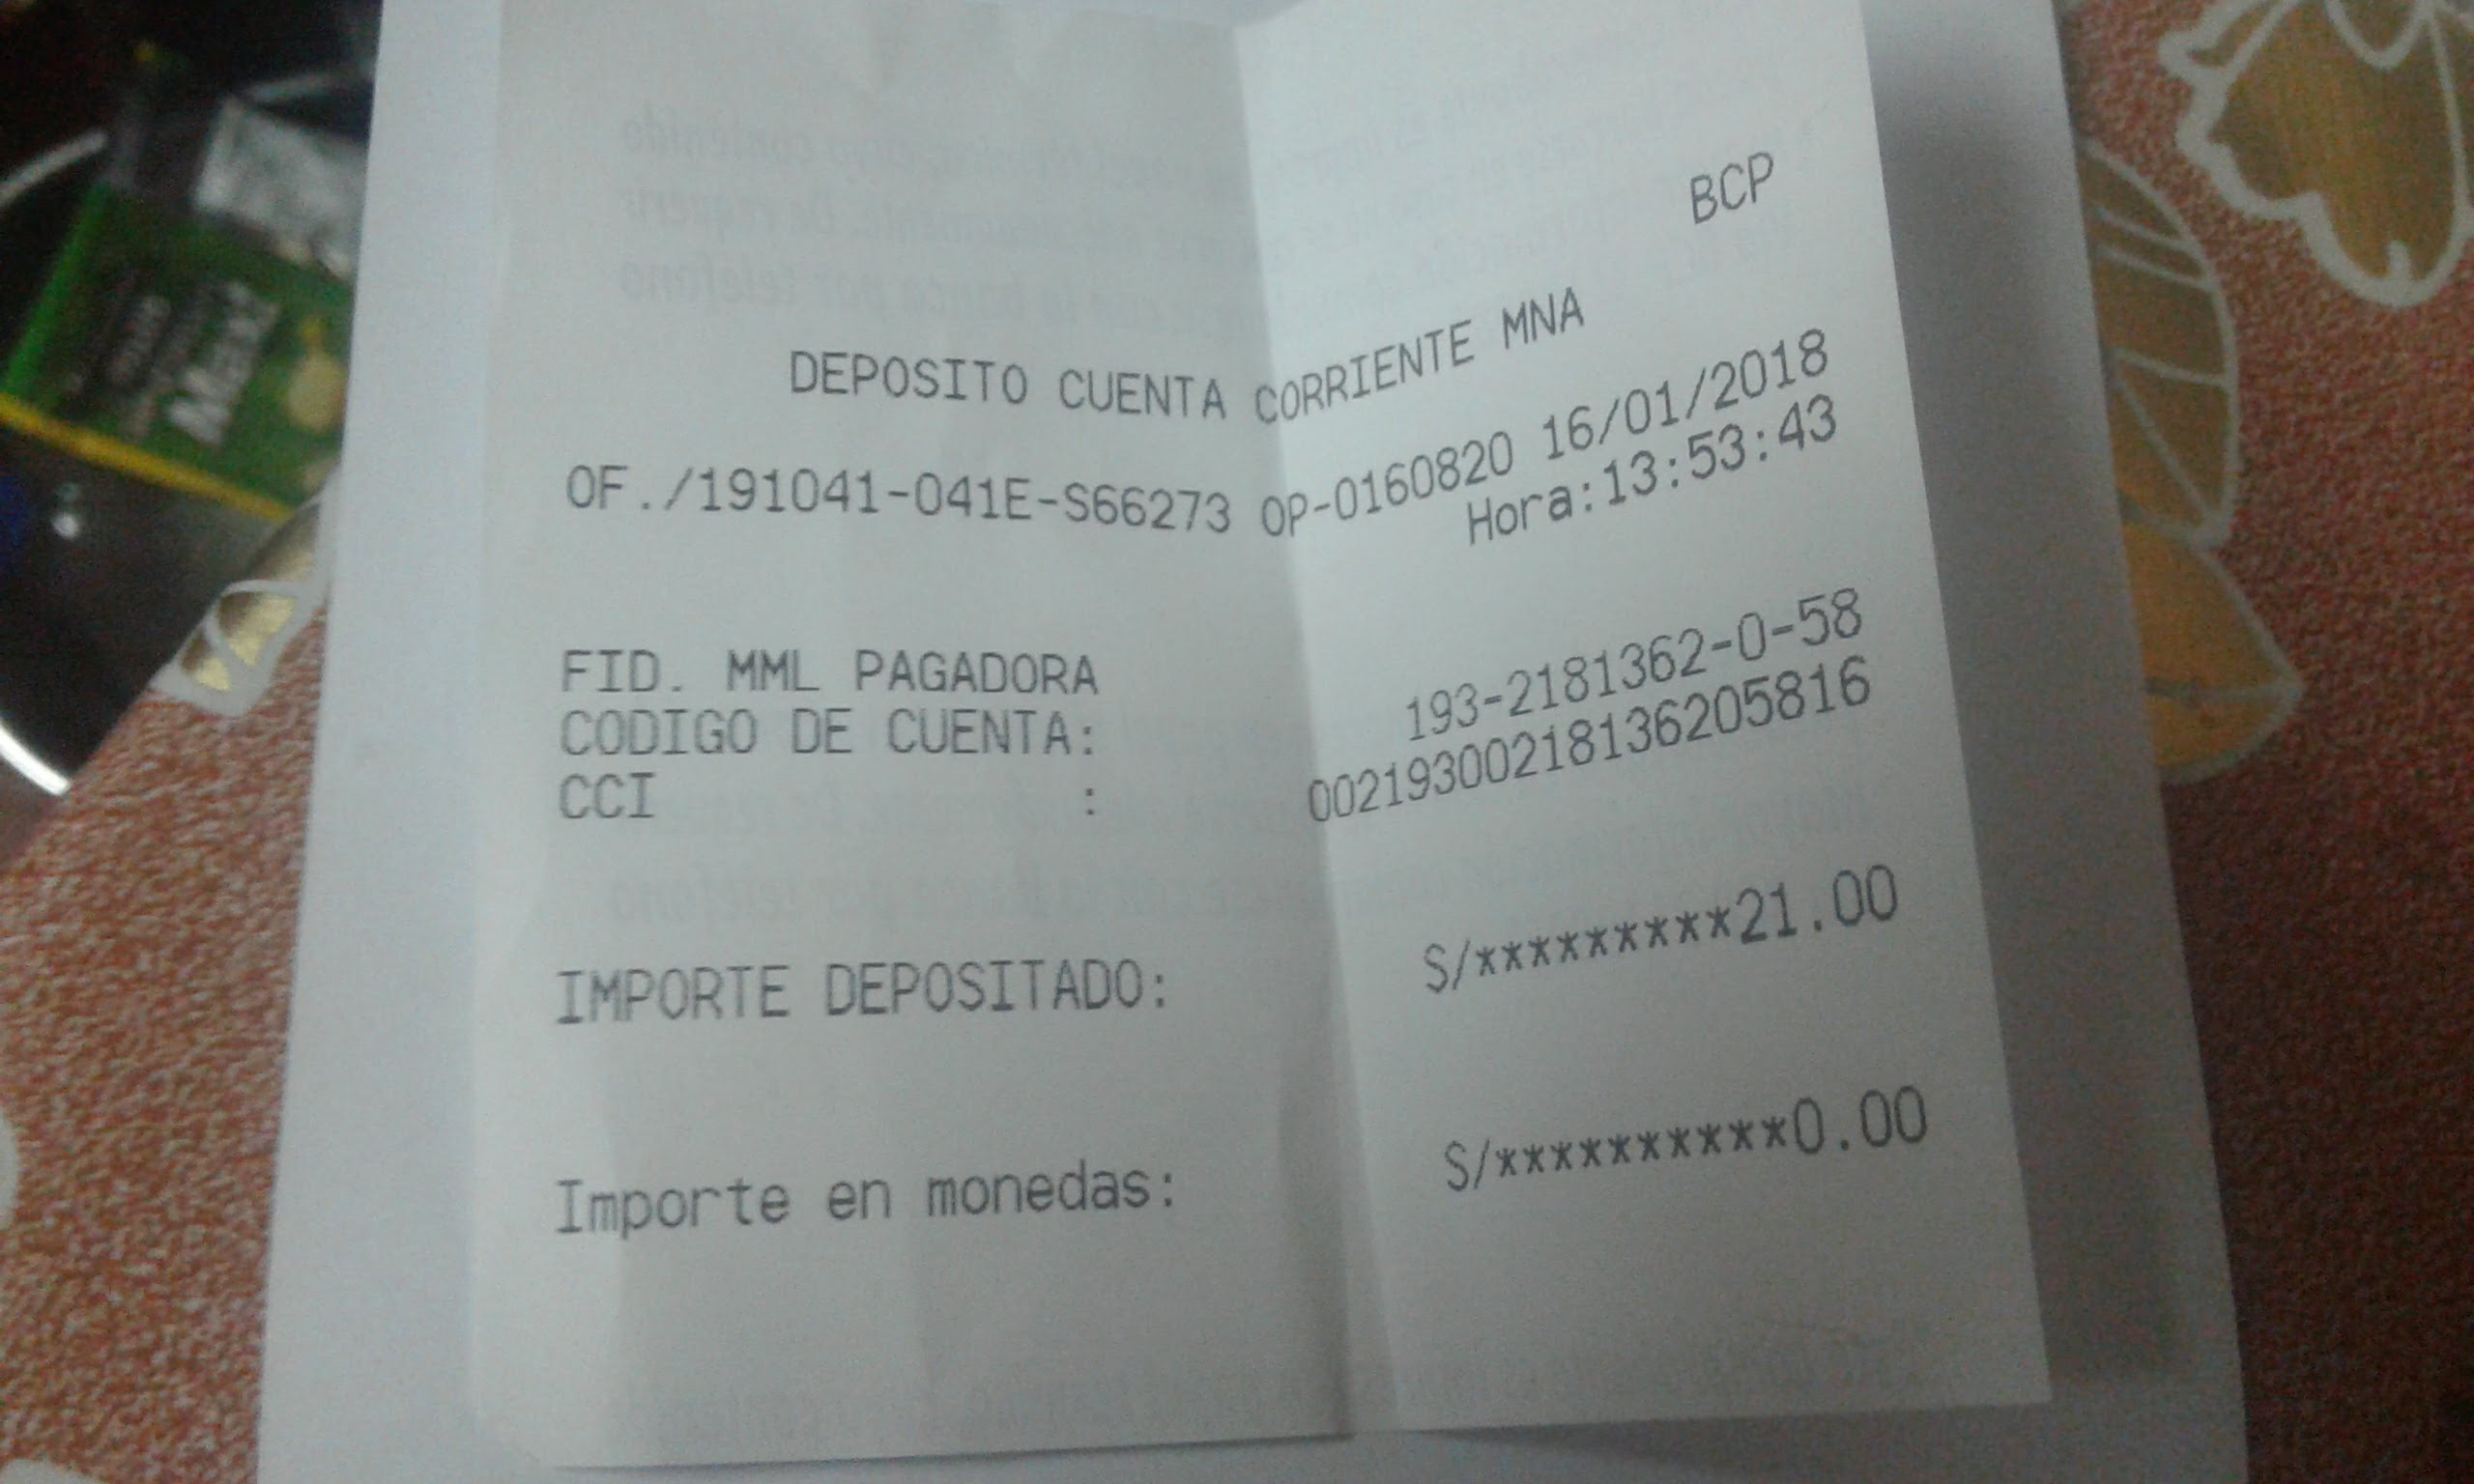 BCP
DEPOSITO CUENTA CORRIENTE MNA
OF./191041-041E-S66273 OP-0160820 16/01/2018
Hora:13:53:43
FID. MML PAGADORA
CODIGO DE CUENTA: 193-2181362-0-58
CCI : 00219300218136205816
IMPORTE DEPOSITADO: S/*********21.00
Importe en monedas: S/**********0.00